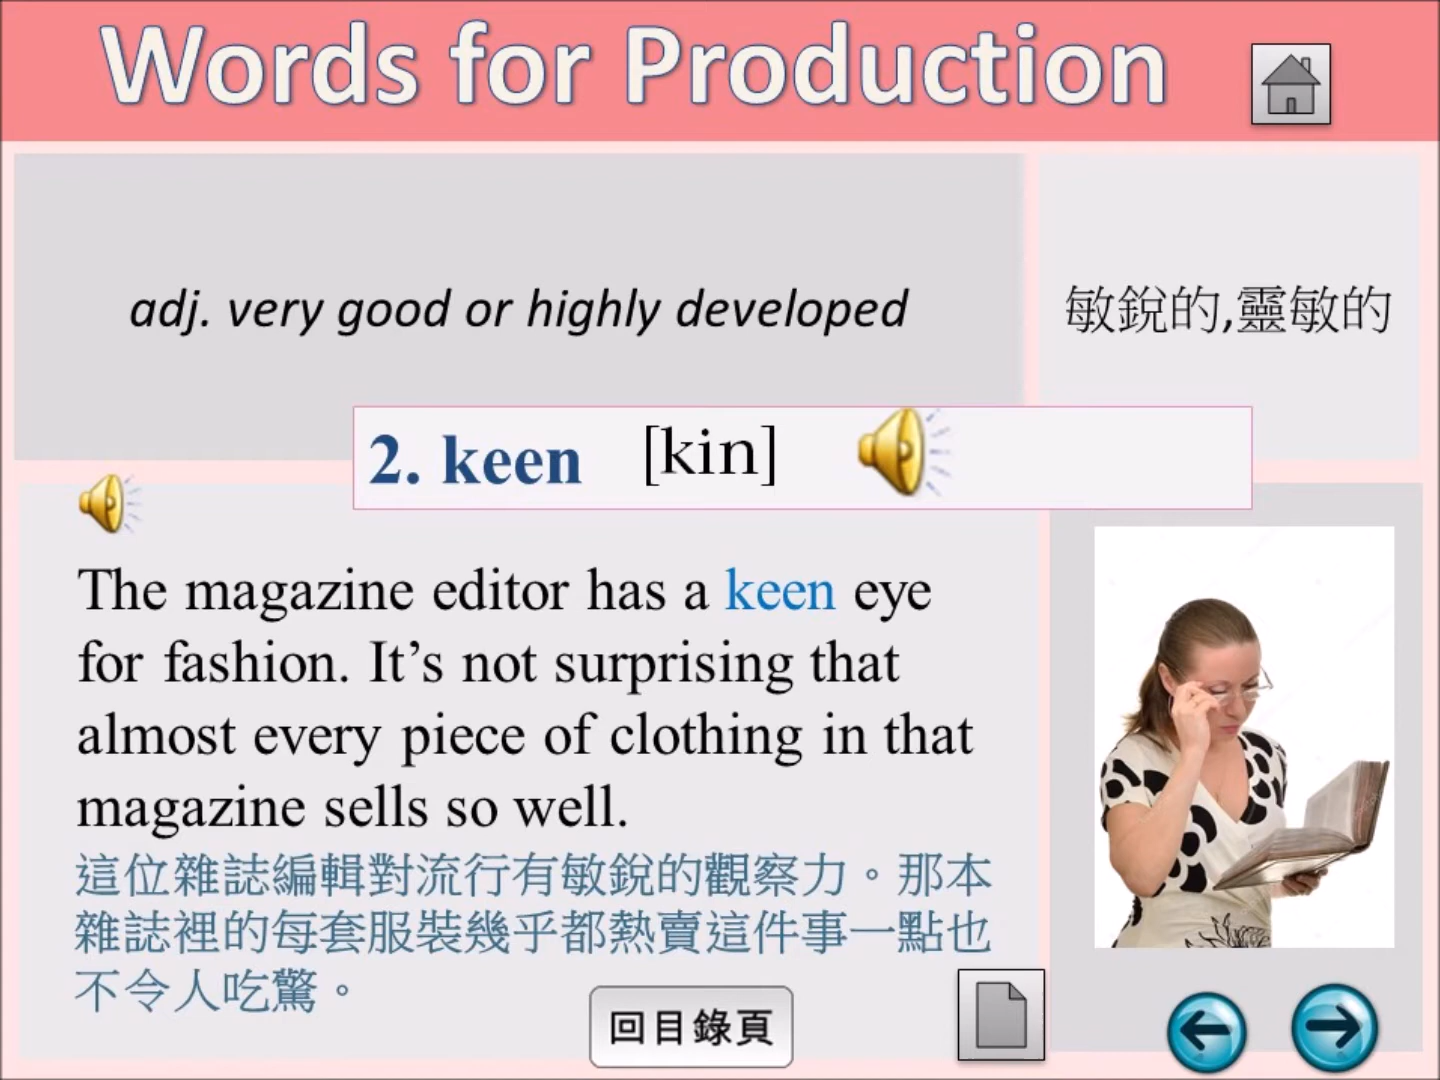 Words for Production
adj. very good or highly developed
敏銳的,靈敏的
2. keen [kin]
The magazine editor has a keen eye
for fashion. It’s not surprising that
almost every piece of clothing in that
magazine sells so well.
這位雜誌編輯對流行有敏銳的觀察力。那本
雜誌裡的每套服裝幾乎都熱賣這件事一點也
不令人吃驚。
回目錄頁